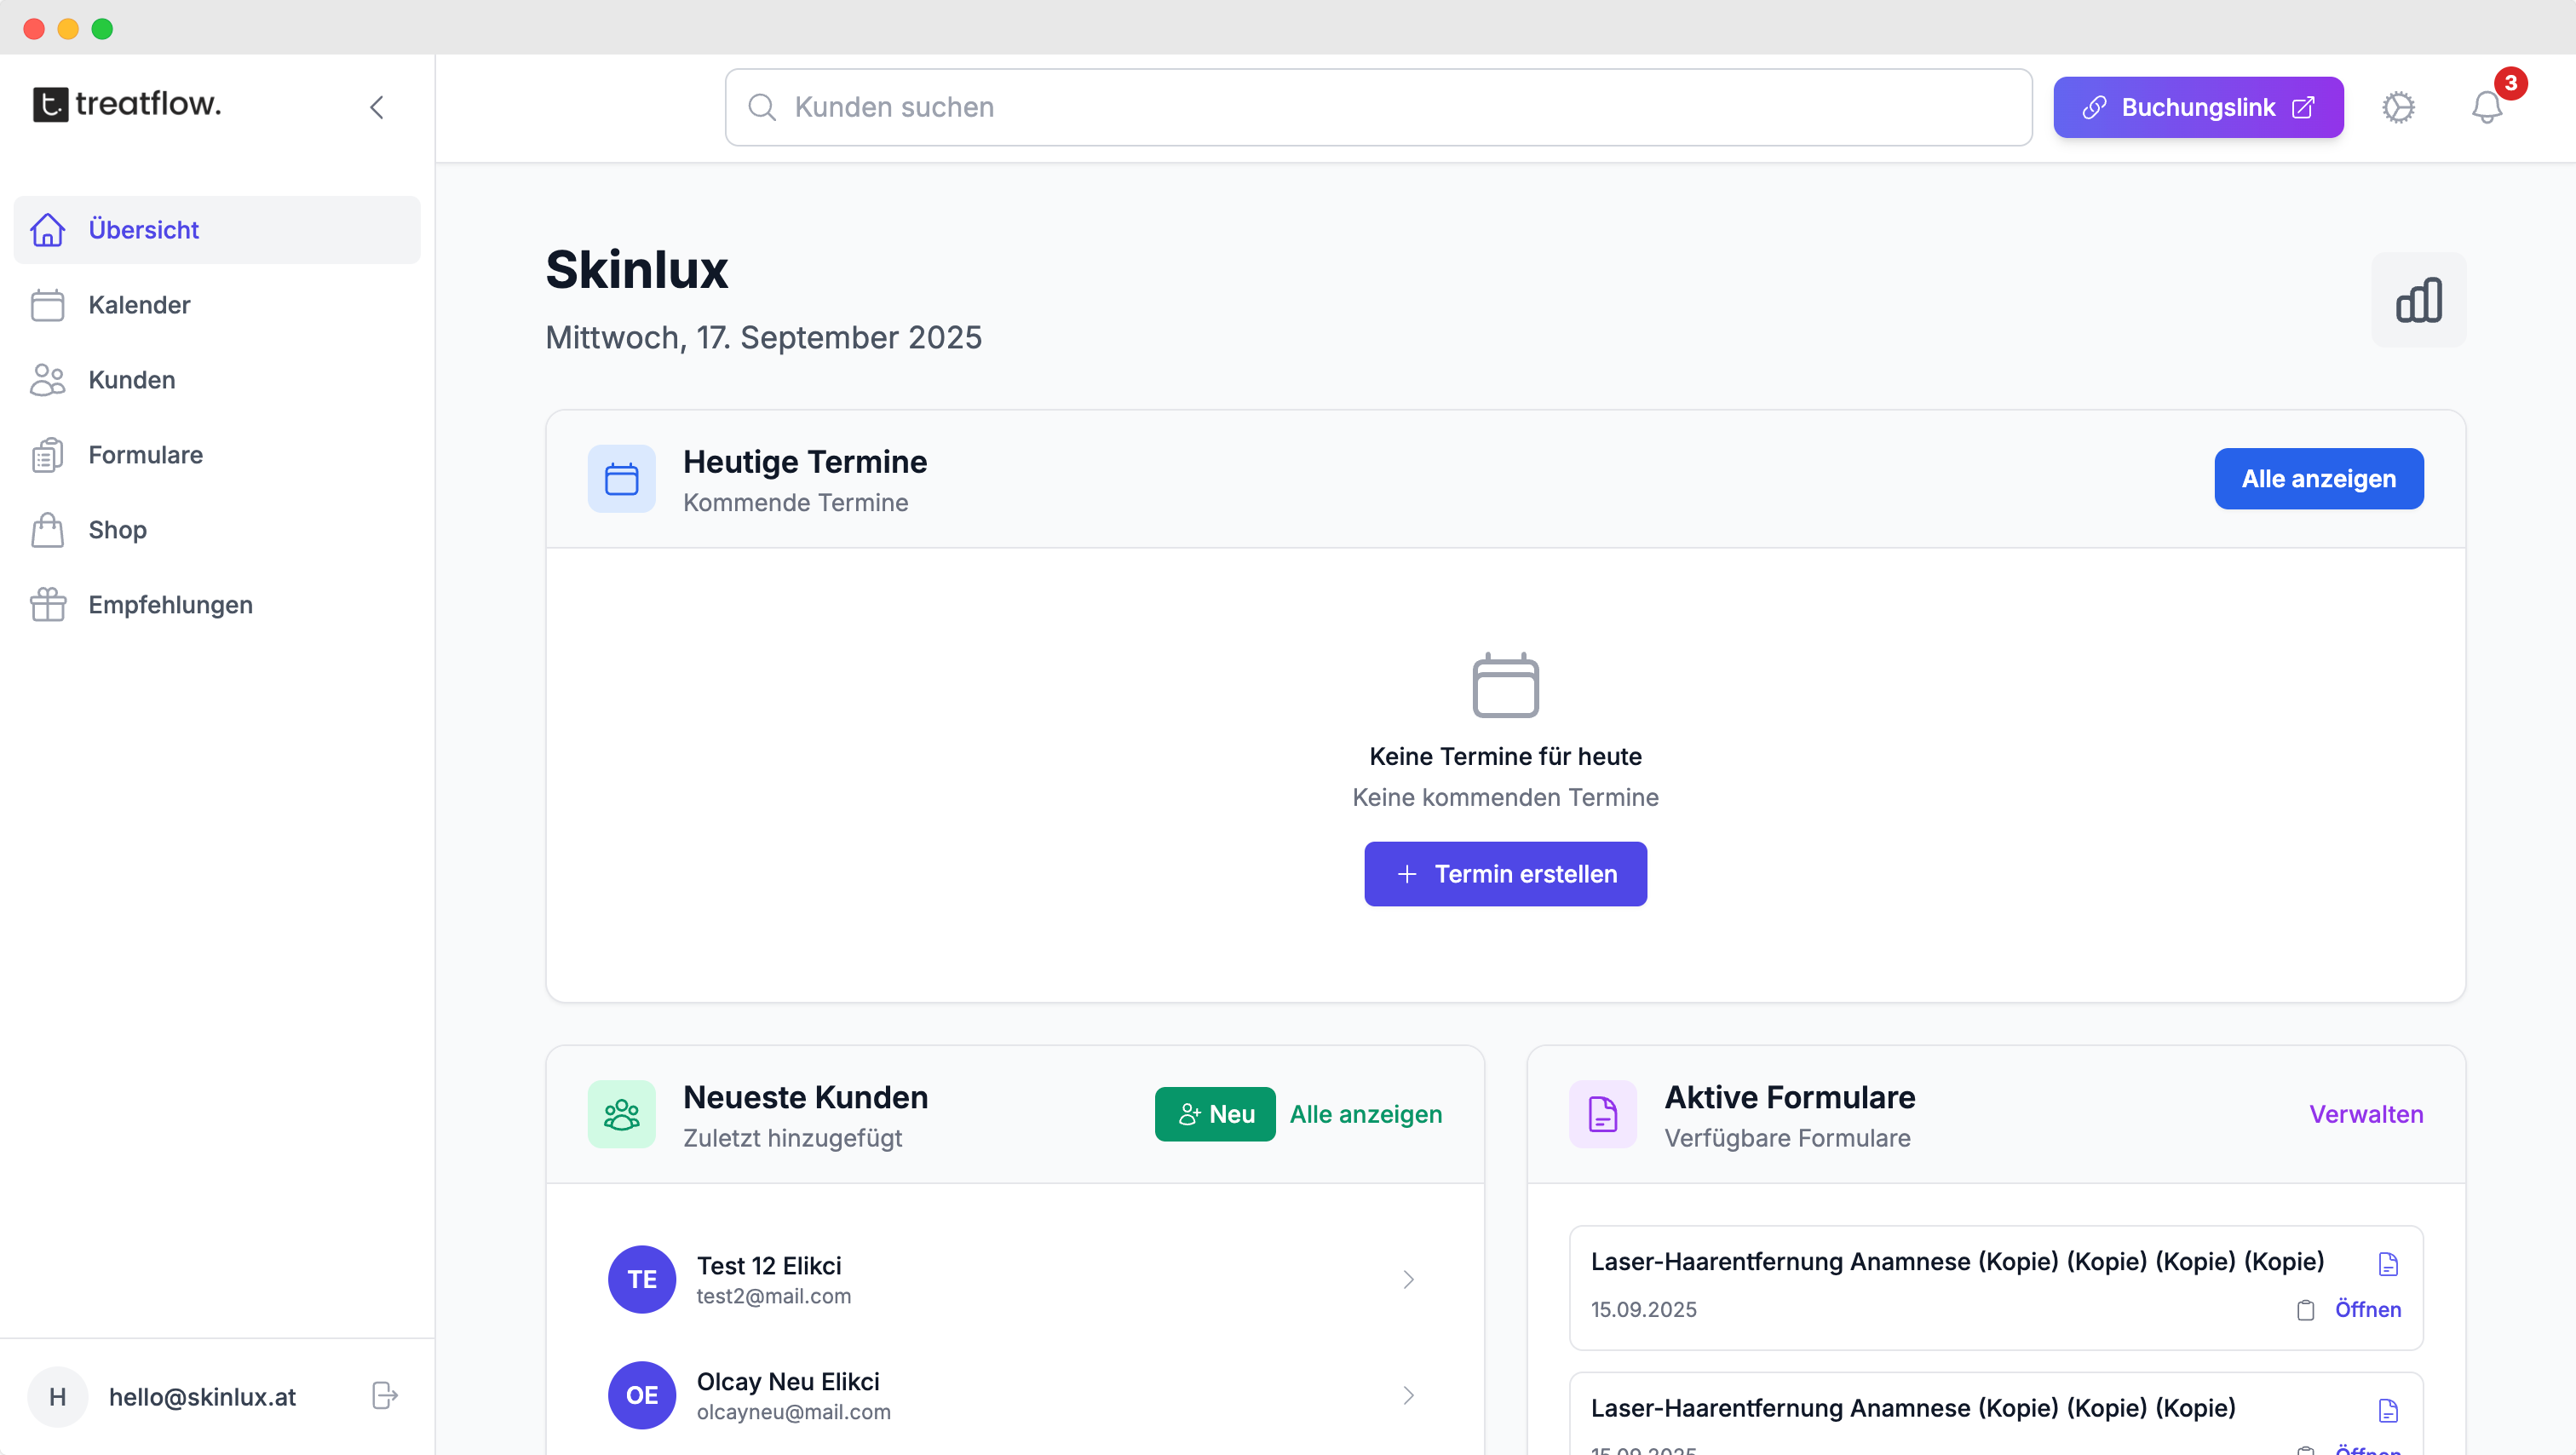 treatflow.
Kunden suchen
Buchungslink
3
Übersicht
Kalender
Kunden
Formulare
Shop
Empfehlungen
Skinlux
Mittwoch, 17. September 2025
Heutige Termine
Kommende Termine
Alle anzeigen
Keine Termine für heute
Keine kommenden Termine
Termin erstellen
Neueste Kunden
Zuletzt hinzugefügt
Neu
Alle anzeigen
TE
Test 12 Elikci
test2@mail.com
OE
Olcay Neu Elikci
olcayneu@mail.com
Aktive Formulare
Verfügbare Formulare
Verwalten
Laser-Haarentfernung Anamnese (Kopie) (Kopie) (Kopie) (Kopie)
15.09.2025
Öffnen
Laser-Haarentfernung Anamnese (Kopie) (Kopie) (Kopie)
15.09.2025
Öffnen
H
hello@skinlux.at